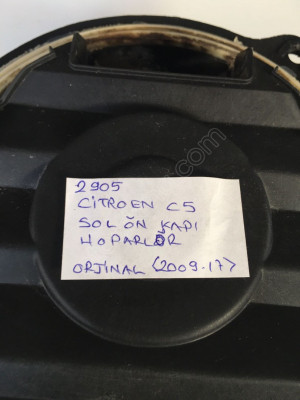 2905
CİTROEN C5
SOL ÖN KAPI
HOPARLÖR
ORJİNAL (2009-17)